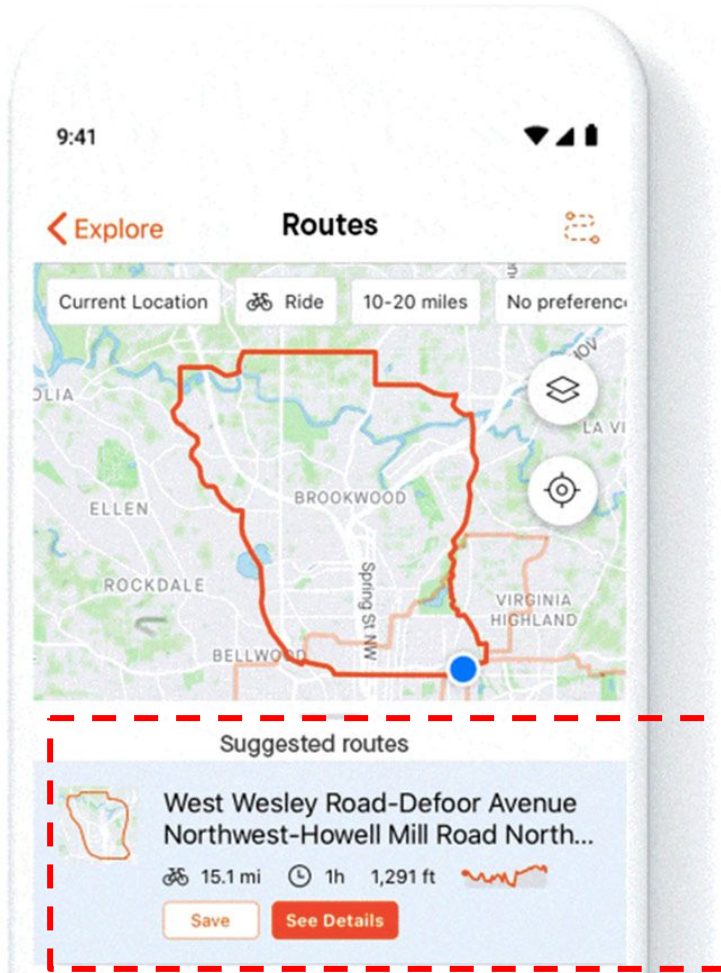 9:41
Explore
Routes
Current Location
Ride
10-20 miles
No preferenc
OLIA
LA VI
ELLEN
BROOKWOOD
ROCKDALE
Spring St NW
VIRGINIA
HIGHLAND
BELLWOOD
Suggested routes
West Wesley Road-Defoor Avenue
Northwest-Howell Mill Road North...
15.1 mi 1h 1,291 ft
Save See Details